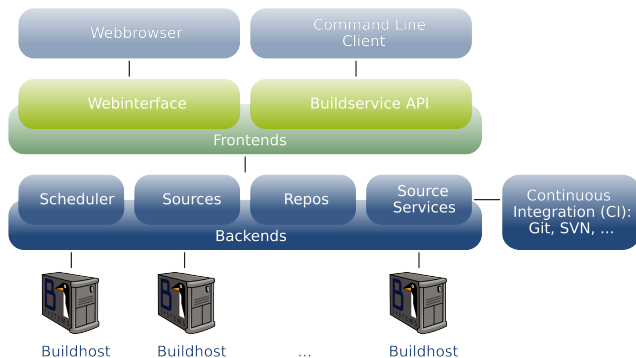 Webbrowser
Command Line
Client
Webinterface
Buildservice API
Frontends
Scheduler
Sources
Repos
Source
Services
Continuous
Integration (CI):
Git, SVN, ...
Backends
Buildhost
Buildhost
...
Buildhost